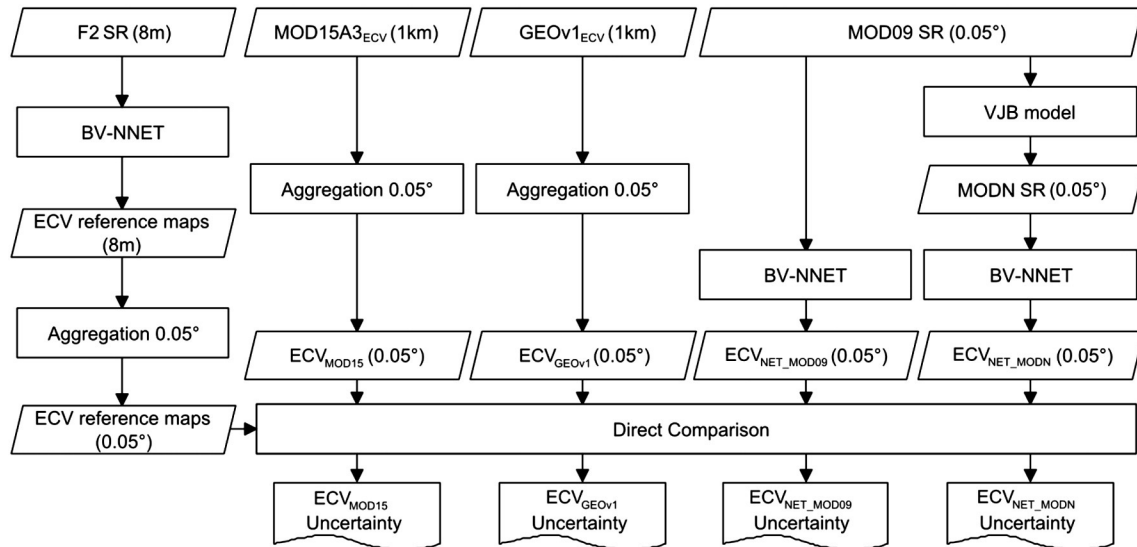 F2 SR (8m)
MOD15A3ECV (1km)
GEOv1ECV (1km)
MOD09 SR (0.05°)
BV-NNET
VJB model
Aggregation 0.05°
Aggregation 0.05°
MODN SR (0.05°)
ECV reference maps
(8m)
BV-NNET
BV-NNET
Aggregation 0.05°
ECVMOD15 (0.05°)
ECVGEOv1 (0.05°)
ECVNET_MOD09 (0.05°)
ECVNET_MODN (0.05°)
ECV reference maps
(0.05°)
Direct Comparison
ECVMOD15
Uncertainty
ECVGEOv1
Uncertainty
ECVNET_MOD09
Uncertainty
ECVNET_MODN
Uncertainty